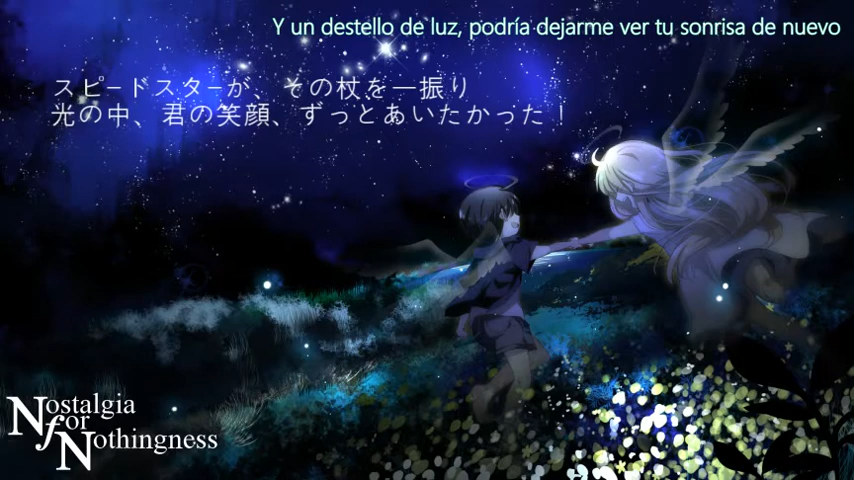 Y un destello de luz, podría dejarme ver tu sonrisa de nuevo
スピードスターが、その杖を一振り
光の中、君の笑顔、ずっとあいたかった！
Nostalgia
for
Nothingness